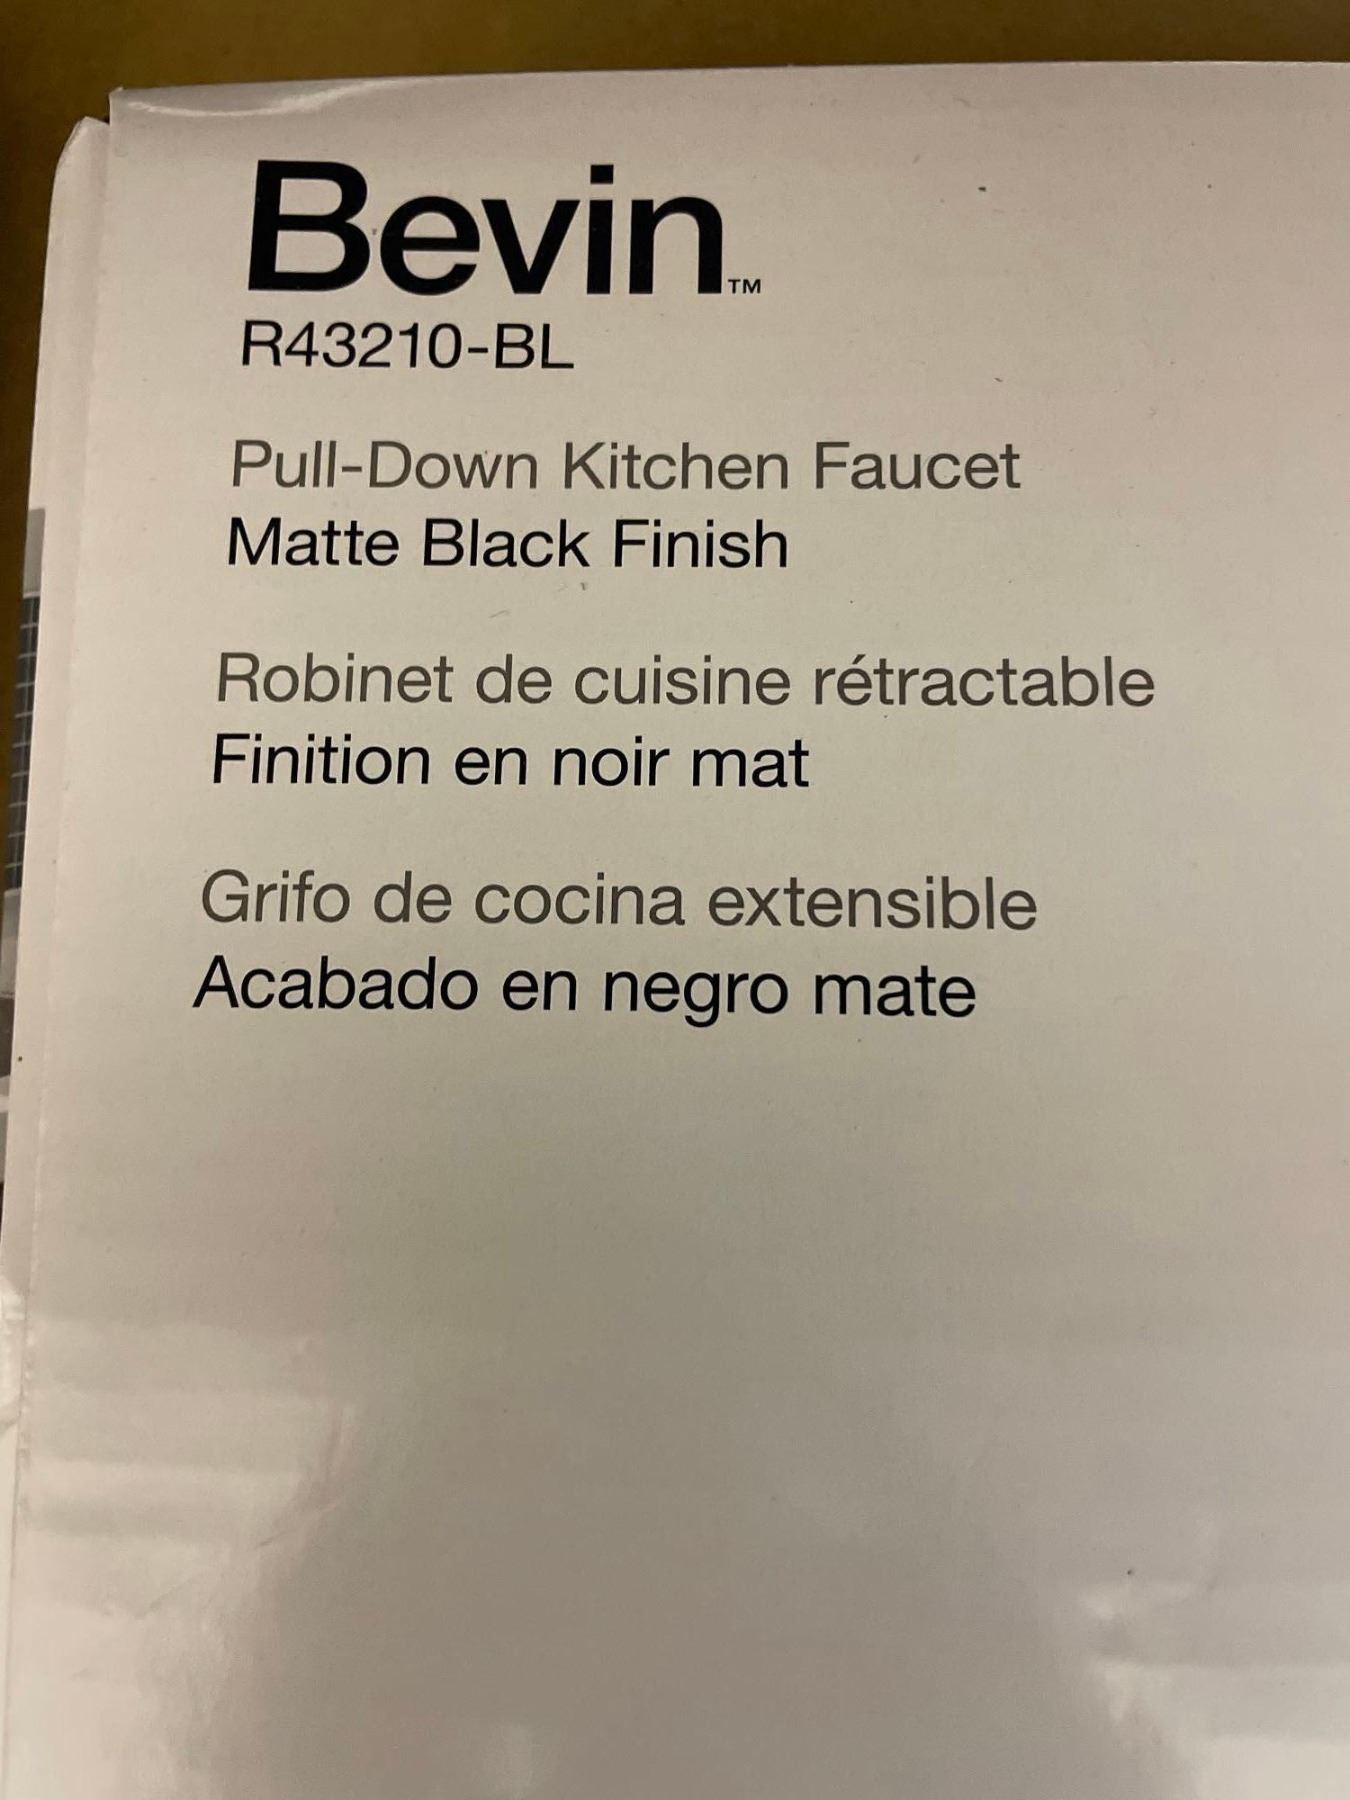 Bevin™
R43210-BL
Pull-Down Kitchen Faucet
Matte Black Finish
Robinet de cuisine rétractable
Finition en noir mat
Grifo de cocina extensible
Acabado en negro mate